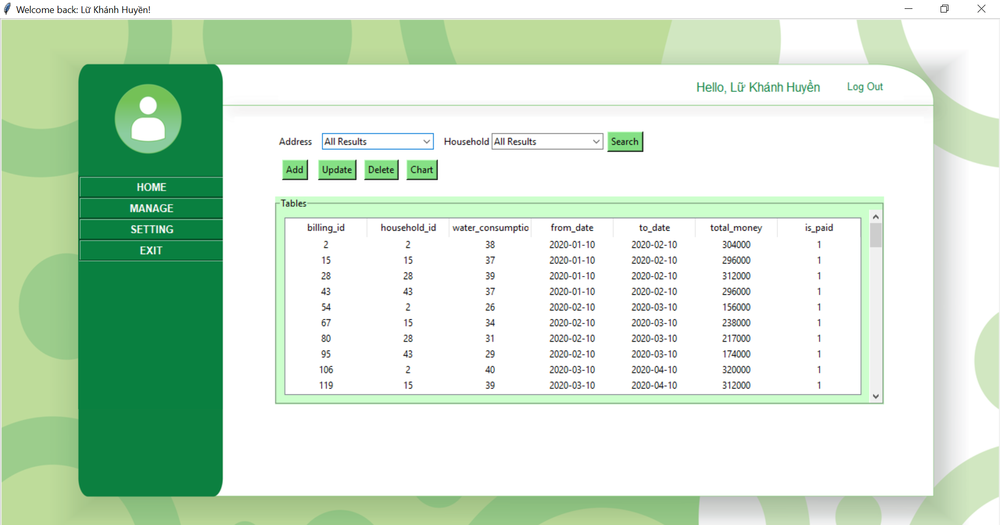 Welcome back: Lữ Khánh Huyền!
Hello, Lữ Khánh Huyền Log Out
Address All Results Household All Results Search
Add Update Delete Chart
HOME
MANAGE
SETTING
EXIT
Tables
billing_id household_id water_consumptio from_date to_date total_money is_paid
2 2 38 2020-01-10 2020-02-10 304000 1
15 15 37 2020-01-10 2020-02-10 296000 1
28 28 39 2020-01-10 2020-02-10 312000 1
43 43 37 2020-01-10 2020-02-10 296000 1
54 2 26 2020-02-10 2020-03-10 156000 1
67 15 34 2020-02-10 2020-03-10 238000 1
80 28 31 2020-02-10 2020-03-10 217000 1
95 43 29 2020-02-10 2020-03-10 174000 1
106 2 40 2020-03-10 2020-04-10 320000 1
119 15 39 2020-03-10 2020-04-10 312000 1